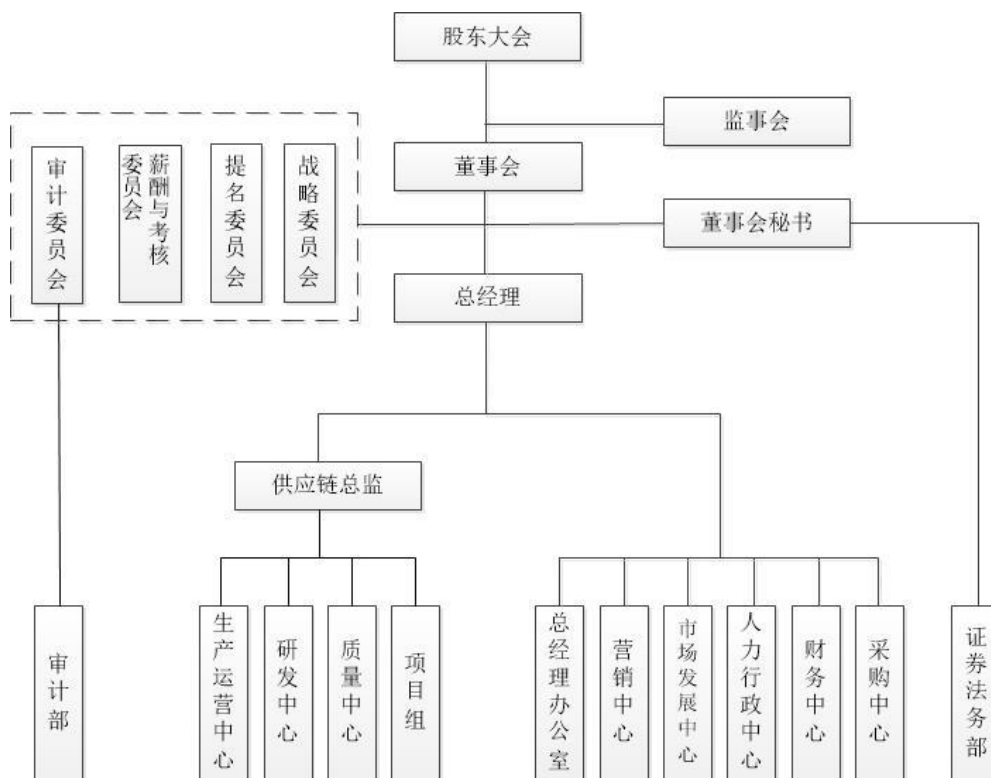 股东大会
监事会
董事会
审计委员会
薪酬与考核
委员会
提名委员会
战略委员会
董事会秘书
总经理
供应链总监
审计部
生产运营中心
研发中心
质量中心
项目组
总经理办公室
营销中心
市场发展中心
人力行政中心
财务中心
采购中心
证券法务部